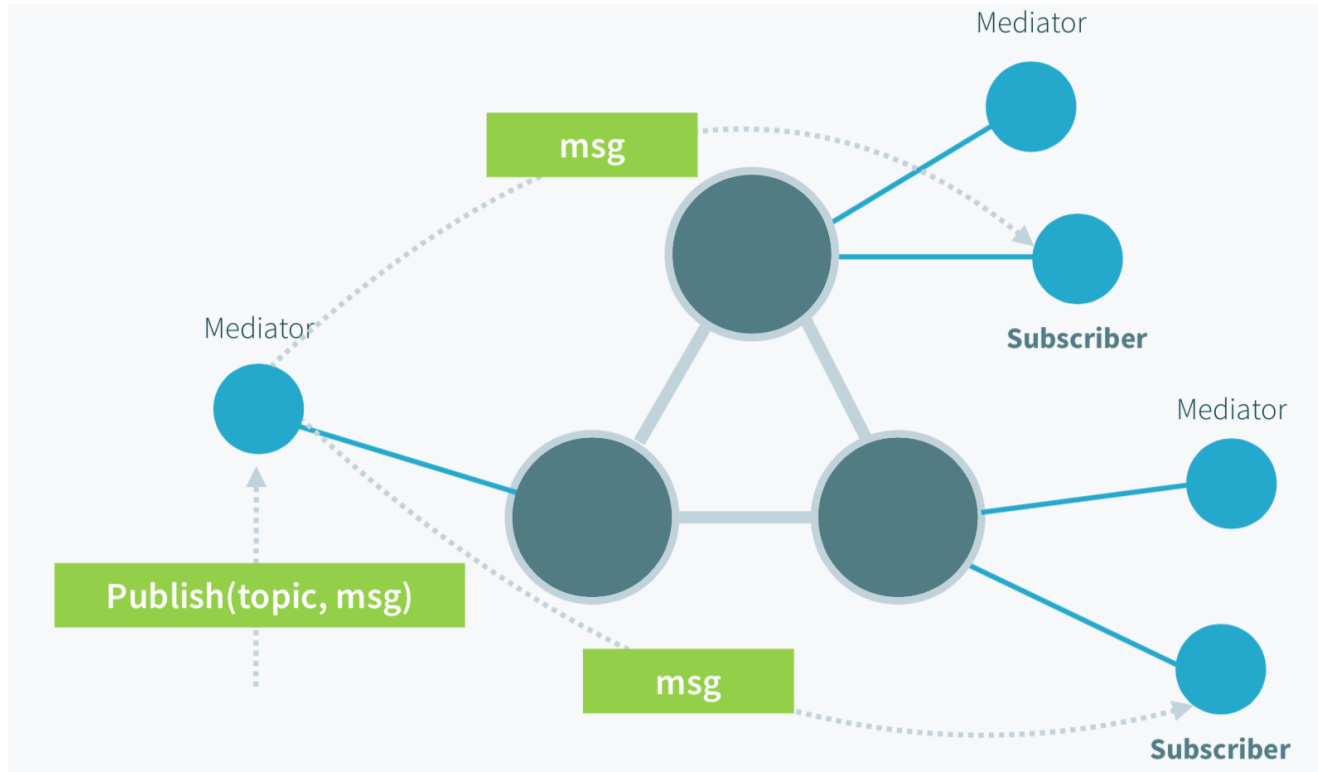 Mediator
msg
Mediator
Subscriber
Mediator
Publish(topic, msg)
msg
Subscriber